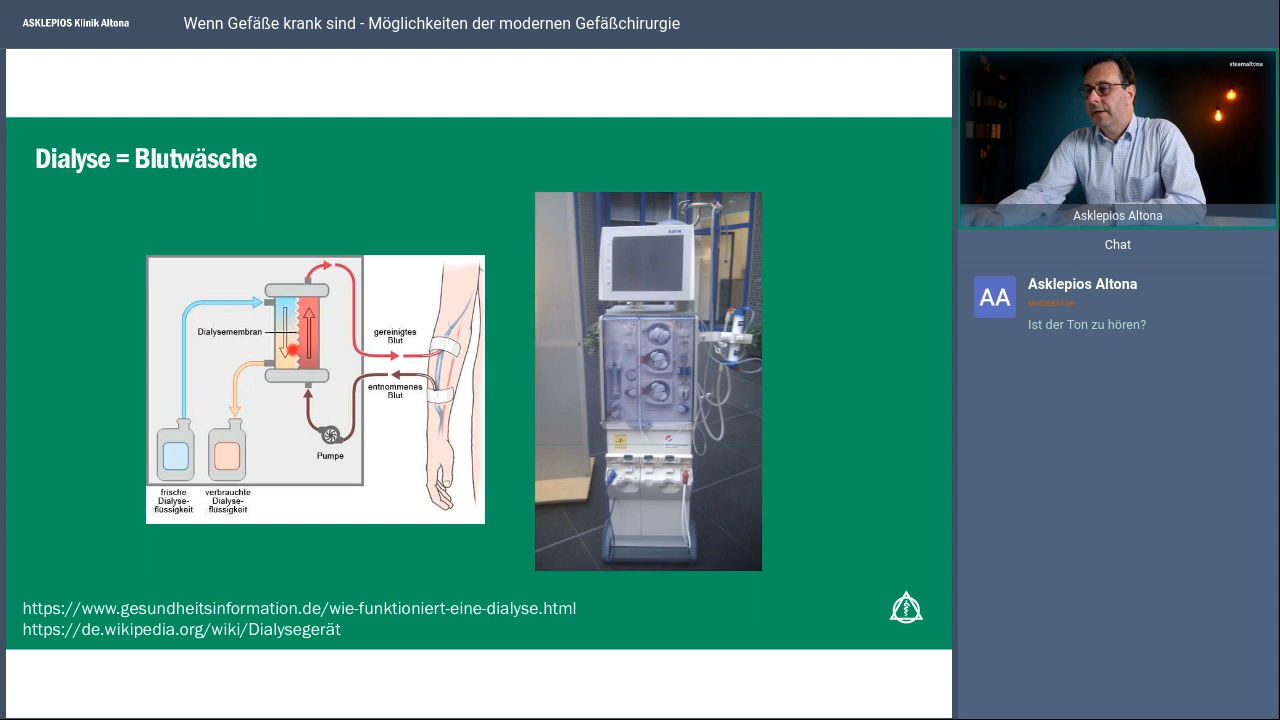 ASKLEPIOS Klinik Altona
Wenn Gefäße krank sind - Möglichkeiten der modernen Gefäßchirurgie
Dialyse = Blutwäsche
Dialysemembran
gereinigtes
Blut
entnommenes
Blut
Pumpe
frische
Dialyse-
flüssigkeit
verbrauchte
Dialyse-
flüssigkeit
https://www.gesundheitsinformation.de/wie-funktioniert-eine-dialyse.html
https://de.wikipedia.org/wiki/Dialysegerät
#teamaltona
Asklepios Altona
Chat
AA
Asklepios Altona
MODERATOR
Ist der Ton zu hören?